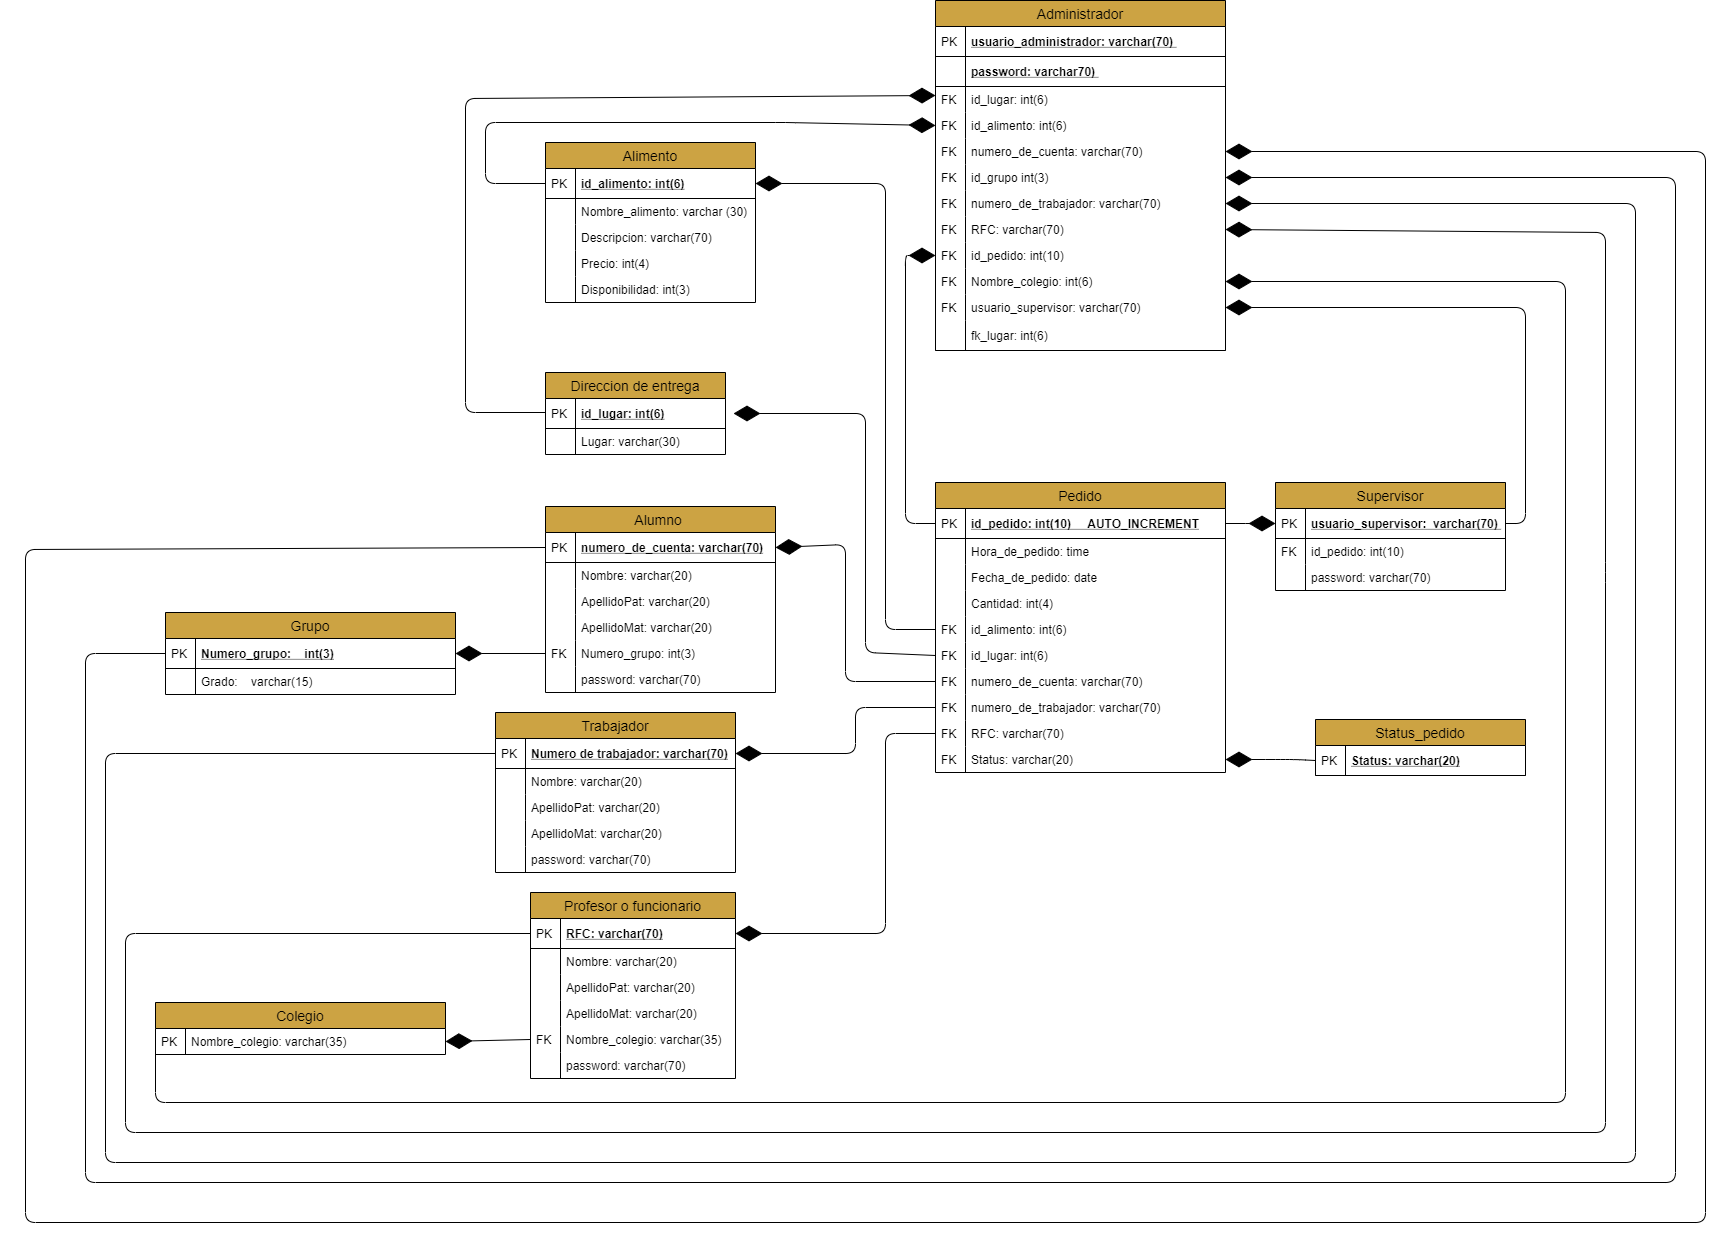 Administrador
PK usuario_administrador: varchar(70)
password: varchar70)
FK id_lugar: int(6)
FK id_alimento: int(6)
FK numero_de_cuenta: varchar(70)
FK id_grupo int(3)
FK numero_de_trabajador: varchar(70)
FK RFC: varchar(70)
FK id_pedido: int(10)
FK Nombre_colegio: int(6)
FK usuario_supervisor: varchar(70)
fk_lugar: int(6)
Alimento
PK id_alimento: int(6)
Nombre_alimento: varchar (30)
Descripcion: varchar(70)
Precio: int(4)
Disponibilidad: int(3)
Direccion de entrega
PK id_lugar: int(6)
Lugar: varchar(30)
Pedido
PK id_pedido: int(10) AUTO_INCREMENT
Hora_de_pedido: time
Fecha_de_pedido: date
Cantidad: int(4)
FK id_alimento: int(6)
FK id_lugar: int(6)
FK numero_de_cuenta: varchar(70)
FK numero_de_trabajador: varchar(70)
FK RFC: varchar(70)
FK Status: varchar(20)
Supervisor
PK usuario_supervisor: varchar(70)
FK id_pedido: int(10)
password: varchar(70)
Alumno
PK numero_de_cuenta: varchar(70)
Nombre: varchar(20)
ApellidoPat: varchar(20)
ApellidoMat: varchar(20)
FK Numero_grupo: int(3)
password: varchar(70)
Grupo
PK Numero_grupo: int(3)
Grado: varchar(15)
Trabajador
PK Numero de trabajador: varchar(70)
Nombre: varchar(20)
ApellidoPat: varchar(20)
ApellidoMat: varchar(20)
password: varchar(70)
Status_pedido
PK Status: varchar(20)
Profesor o funcionario
PK RFC: varchar(70)
Nombre: varchar(20)
ApellidoPat: varchar(20)
ApellidoMat: varchar(20)
FK Nombre_colegio: varchar(35)
password: varchar(70)
Colegio
PK Nombre_colegio: varchar(35)